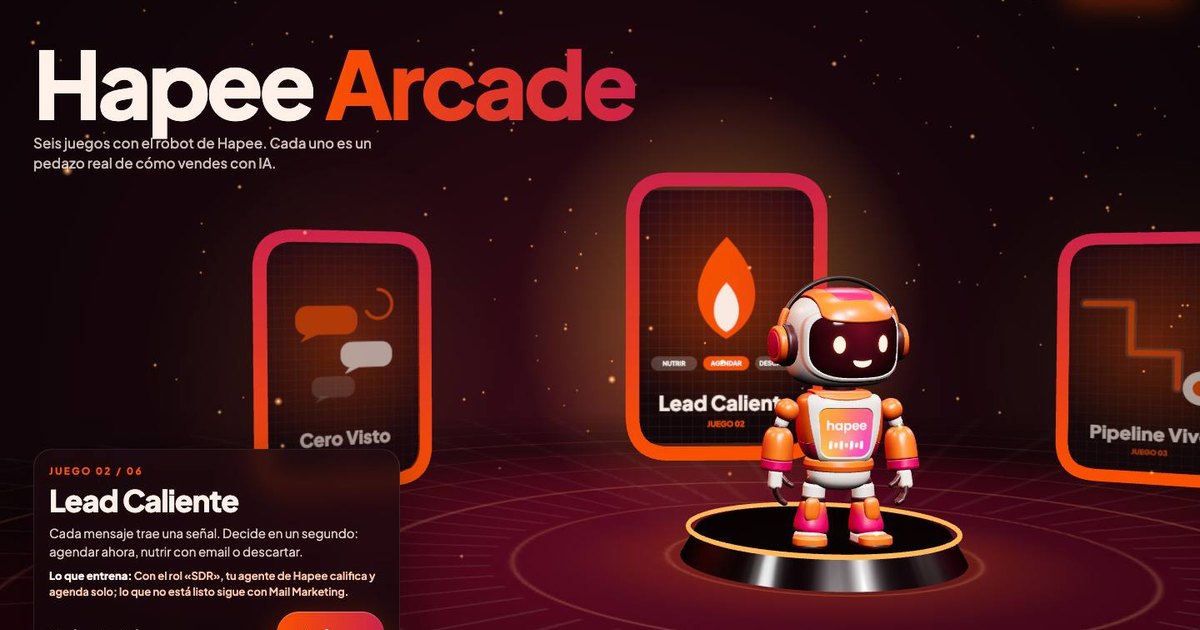 Hapee Arcade
Seis juegos con el robot de Hapee. Cada uno es un
pedazo real de cómo vendes con IA.
Cero Visto
NUTRIR
AGENDAR
Lead Caliente
JUEGO 02
hapee
Pipeline Vivo
JUEGO 03
JUEGO 02 / 06
Lead Caliente
Cada mensaje trae una señal. Decide en un segundo:
agendar ahora, nutrir con email o descartar.
Lo que entrena: Con el rol «SDR», tu agente de Hapee califica y
agenda solo; lo que no está listo sigue con Mail Marketing.